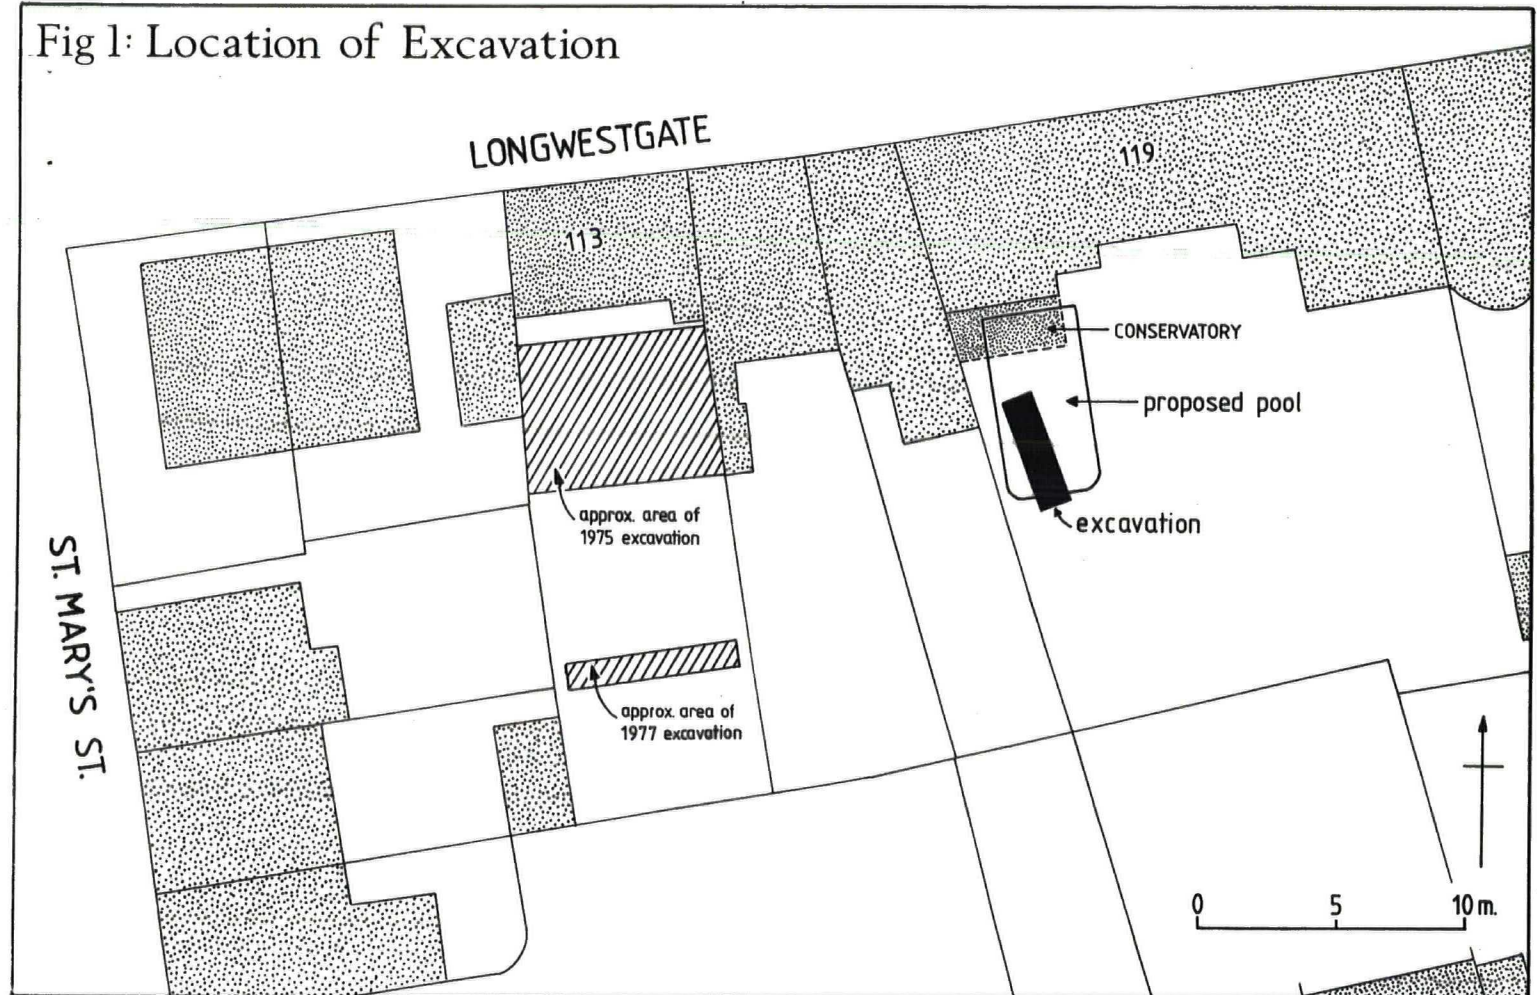 Fig 1: Location of Excavation
LONGWESTGATE
119
113
CONSERVATORY
proposed pool
excavation
approx. area of
1975 excavation
ST. MARY'S ST.
approx. area of
1977 excavation
0 5 10 m.